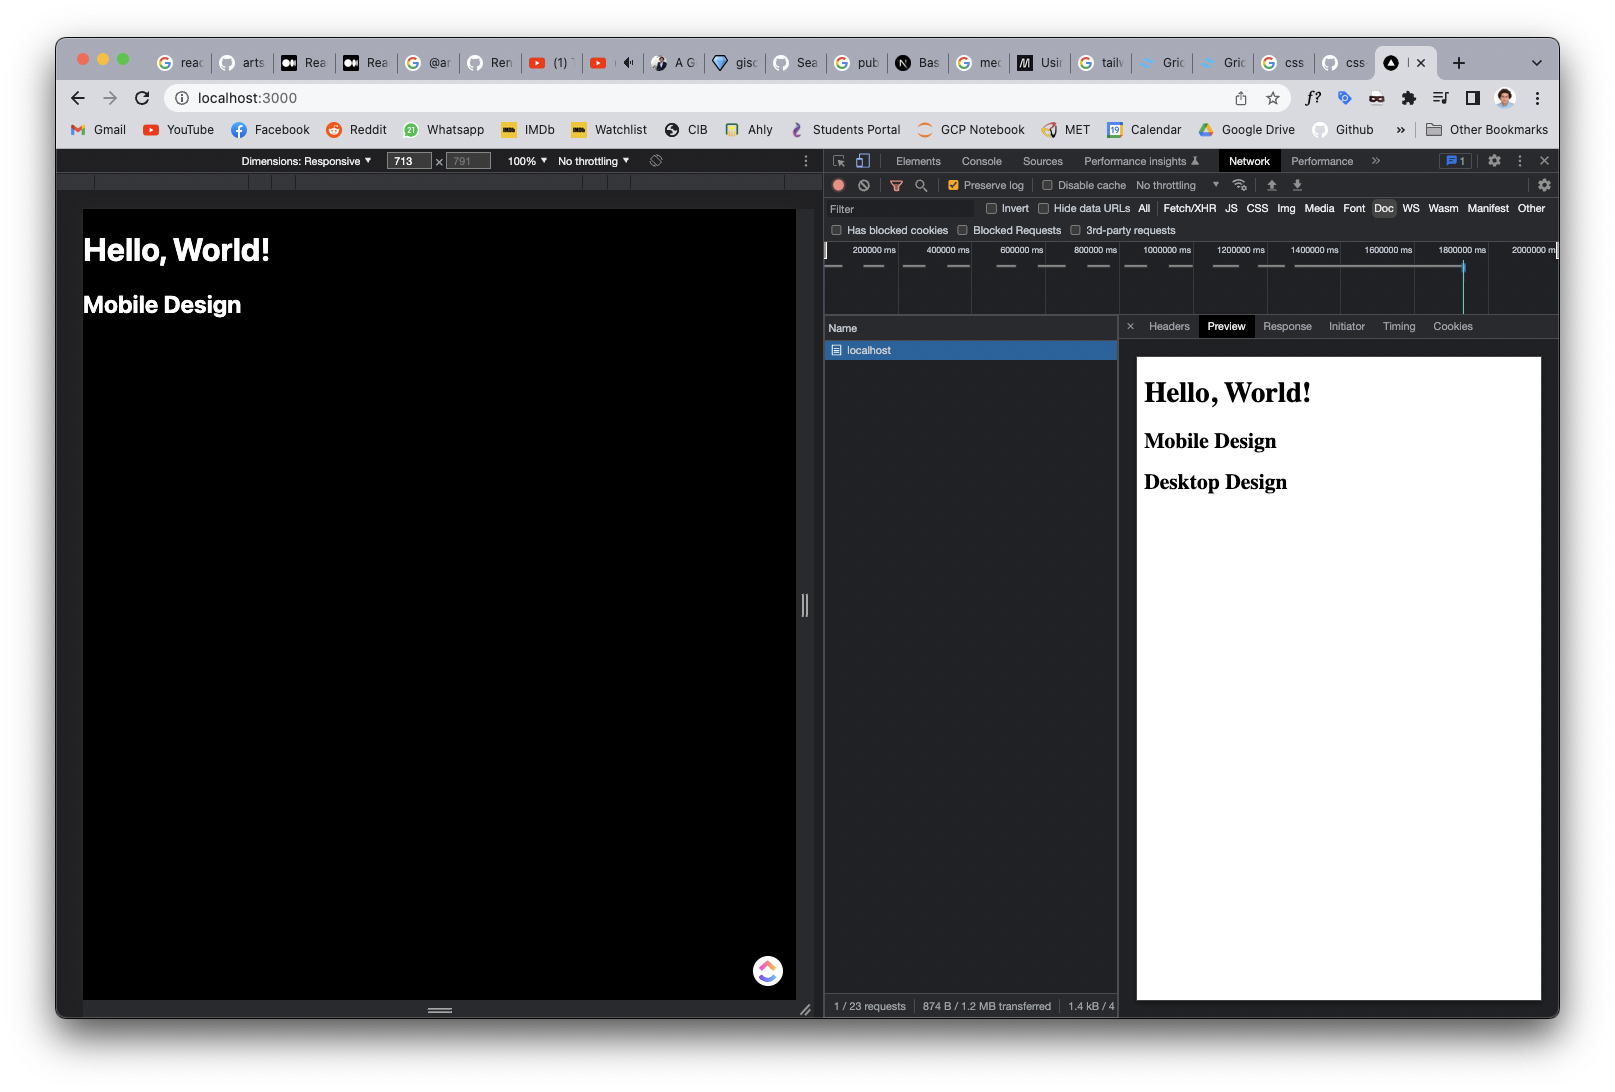 reac arts Rea Rea @ar Ren (1) A G gisc Sea pub Bas mec Usin tailw Gric Gric css css
localhost:3000
f?
Gmail YouTube Facebook Reddit 21 Whatsapp IMDb Watchlist CIB Ahly Students Portal GCP Notebook MET 19 Calendar Google Drive Github » Other Bookmarks
Dimensions: Responsive ▼ 713 × 791 100% ▼ No throttling ▼
Elements Console Sources Performance insights Network Performance » 1
Preserve log Disable cache No throttling ▼
Filter Invert Hide data URLs All Fetch/XHR JS CSS Img Media Font Doc WS Wasm Manifest Other
Has blocked cookies Blocked Requests 3rd-party requests
200000 ms 400000 ms 600000 ms 800000 ms 1000000 ms 1200000 ms 1400000 ms 1600000 ms 1800000 ms 2000000 m
Hello, World!
Mobile Design
Name
localhost
× Headers Preview Response Initiator Timing Cookies
Hello, World!
Mobile Design
Desktop Design
1 / 23 requests 874 B / 1.2 MB transferred 1.4 kB / 4